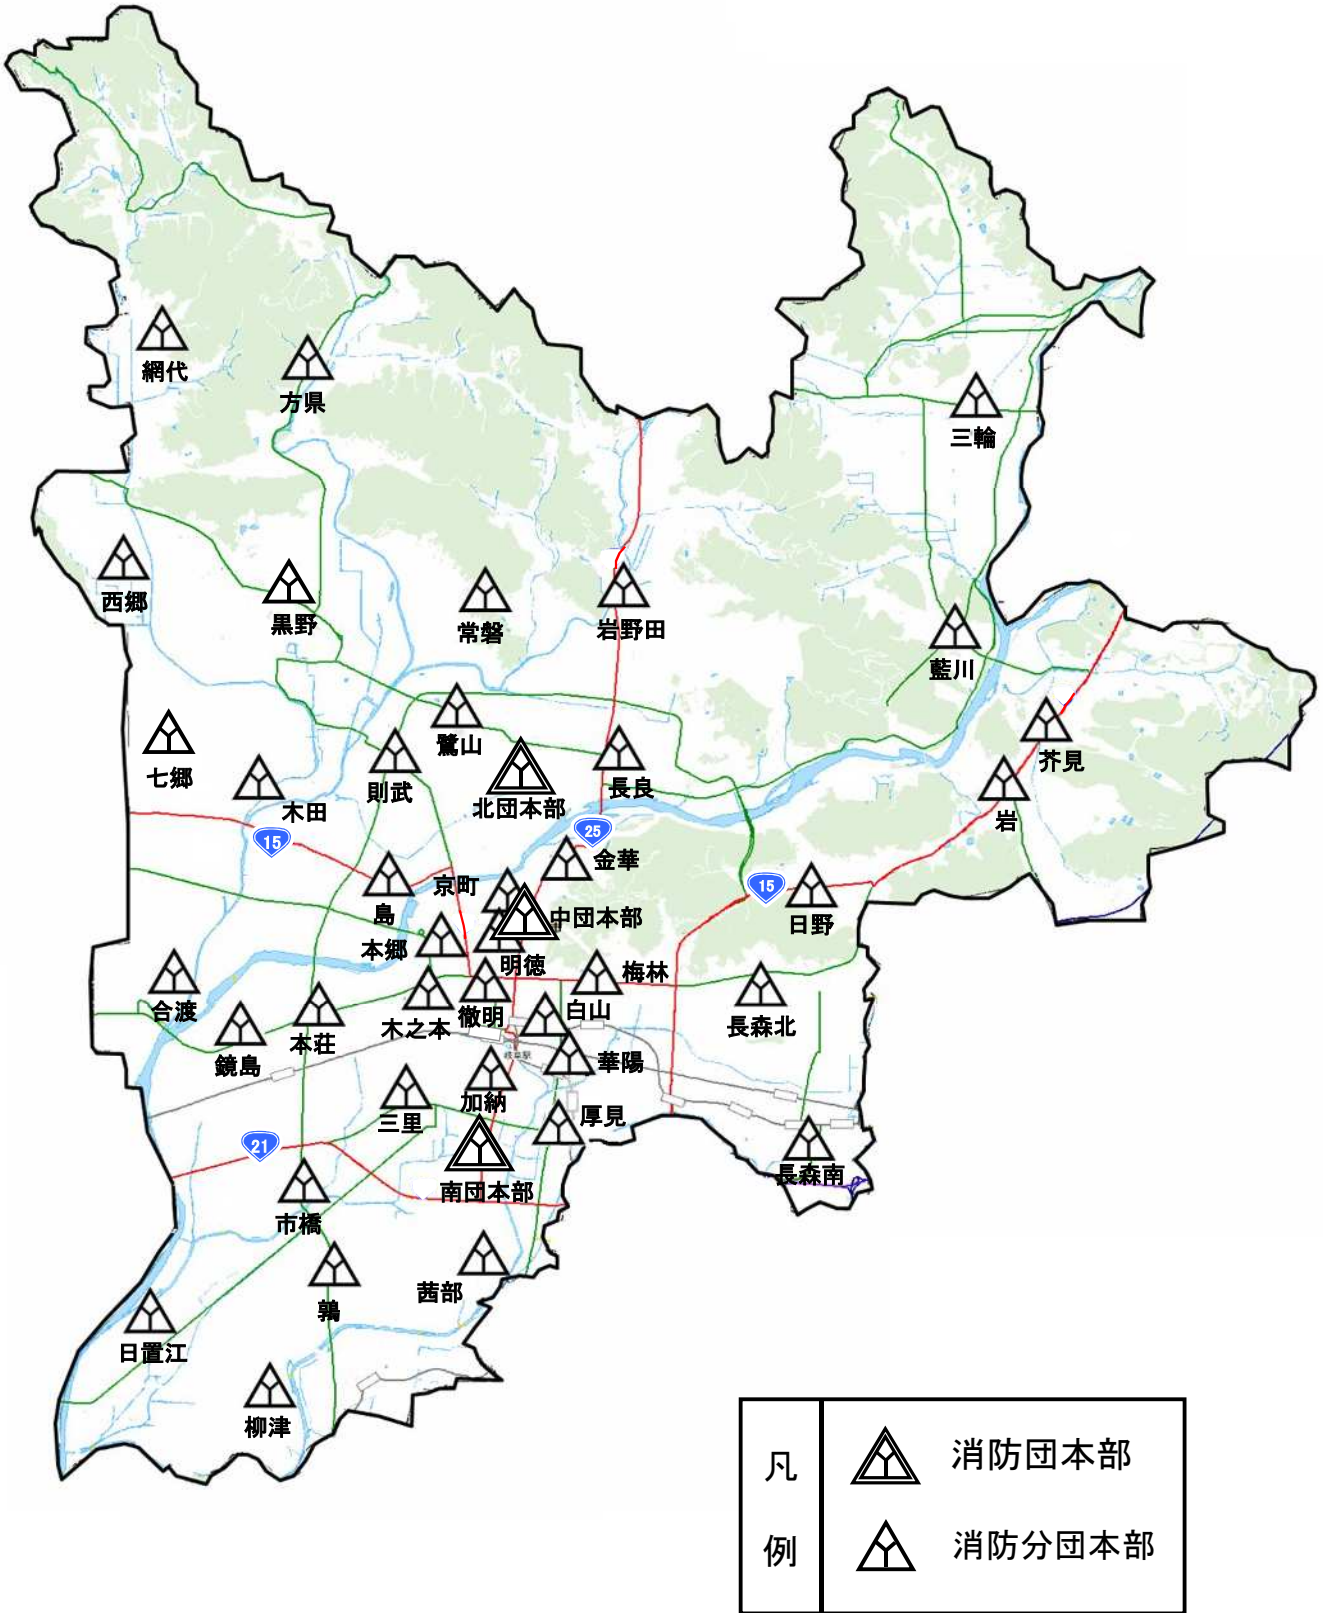 網代
方県
三輪
西郷
黒野
常磐
岩野田
藍川
芥見
鷺山
七郷
木田
則武
北団本部
長良
岩
15
25
金華
京町
島
15
日野
中団本部
本郷
明徳
梅林
合渡
鏡島
本荘
木之本
徹明
白山
長森北
岐阜駅
華陽
三里
加納
厚見
21
南団本部
長森南
市橋
茜部
鶉
日置江
柳津
凡例
消防団本部
消防分団本部